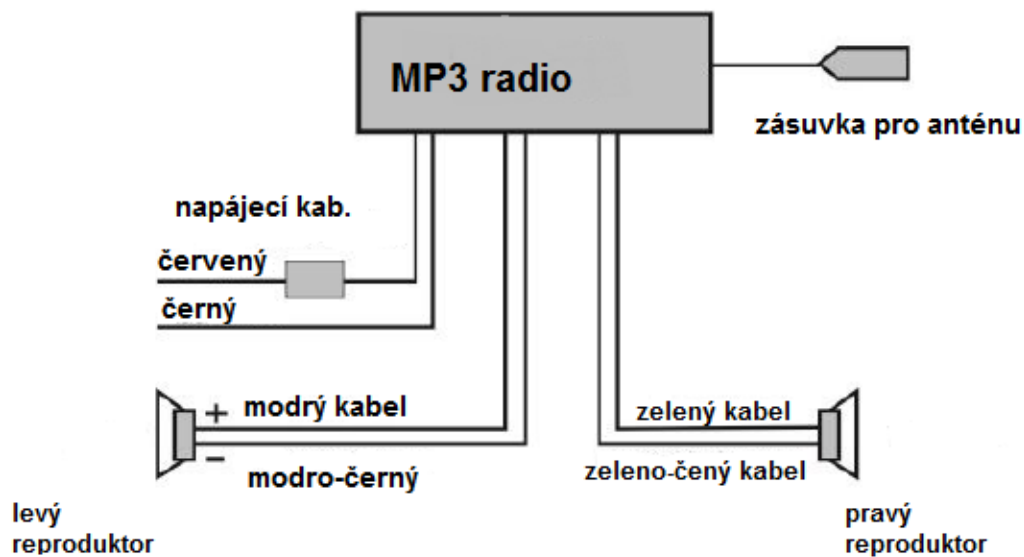 MP3 radio
zásuvka pro anténu
napájecí kab.
červený
černý
+ modrý kabel
− modro-černý
zelený kabel
zeleno-čený kabel
levý
reproduktor
pravý
reproduktor